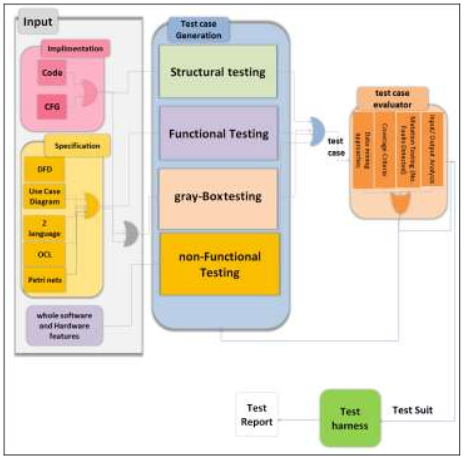 Input
Implimentation
Code
CFG
Specification
DFD
Use Case
Diagram
2
language
OCL
Petri nets
whole software
and Hardware
features
Test case
Generation
Structural testing
Functional Testing
gray-Boxtesting
non-Functional
Testing
test
case
test case
evaluator
Data mining
approaches
Coverage Criteria
Mutation Testing (No.
Faults Detected)
Input/ Output Analysis
Test Suit
Test
harness
Test
Report